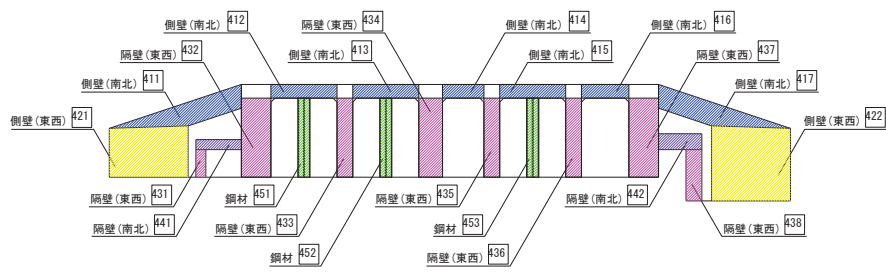 側壁(南北) 412
隔壁(東西) 434
側壁(南北) 414
側壁(南北) 416
隔壁(東西) 432
側壁(南北) 413
側壁(南北) 415
隔壁(東西) 437
側壁(南北) 411
側壁(南北) 417
側壁(東西) 421
側壁(東西) 422
隔壁(東西) 431
鋼材 451
隔壁(東西) 435
隔壁(南北) 442
隔壁(南北) 441
隔壁(東西) 433
鋼材 453
隔壁(東西) 438
鋼材 452
隔壁(東西) 436